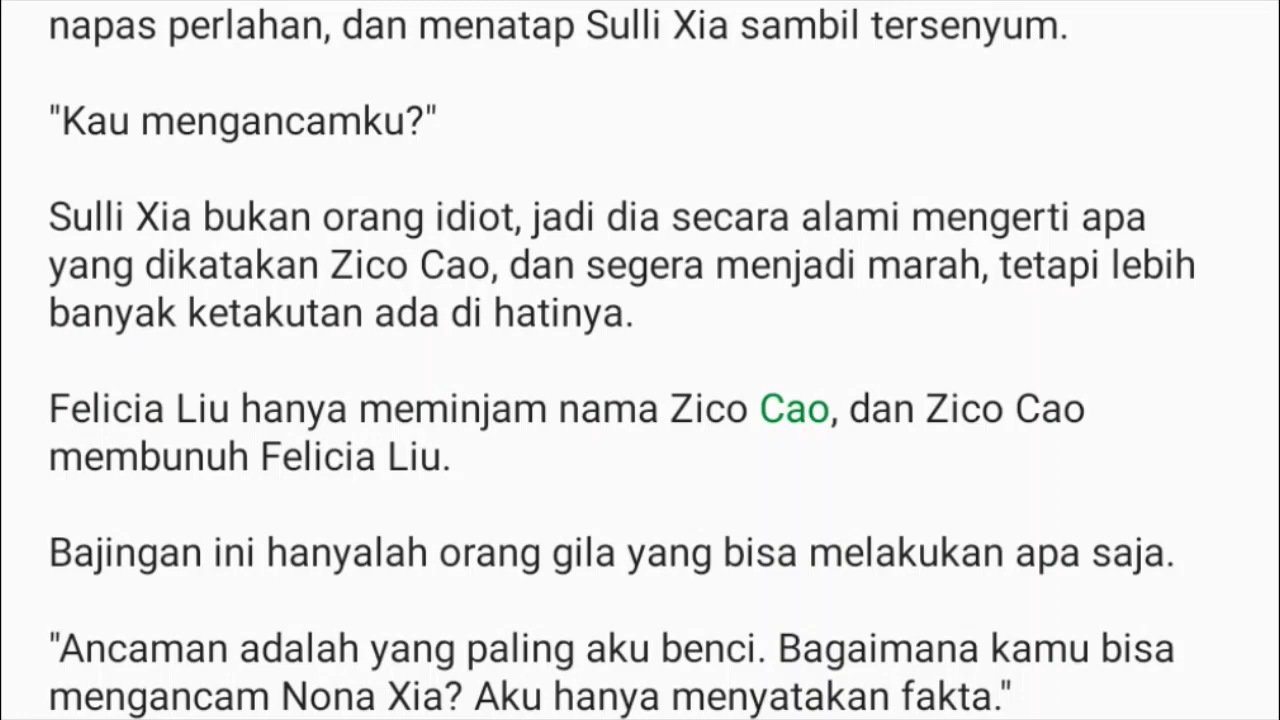 napas perlahan, dan menatap Sulli Xia sambil tersenyum.
"Kau mengancamku?"
Sulli Xia bukan orang idiot, jadi dia secara alami mengerti apa
yang dikatakan Zico Cao, dan segera menjadi marah, tetapi lebih
banyak ketakutan ada di hatinya.
Felicia Liu hanya meminjam nama Zico Cao, dan Zico Cao
membunuh Felicia Liu.
Bajingan ini hanyalah orang gila yang bisa melakukan apa saja.
"Ancaman adalah yang paling aku benci. Bagaimana kamu bisa
mengancam Nona Xia? Aku hanya menyatakan fakta."